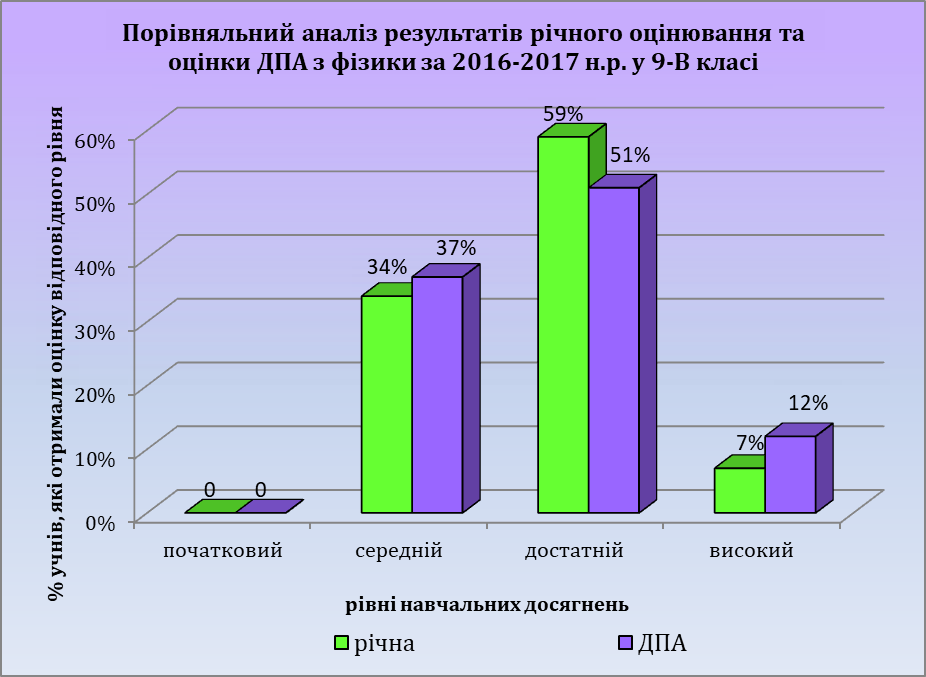 Порівняльний аналіз результатів річного оцінювання та
оцінки ДПА з фізики за 2016-2017 н.р. у 9-В класі
% учнів, які отримали оцінку відповідного рівня
60%
50%
40%
30%
20%
10%
0%
0
0
34%
37%
59%
51%
7%
12%
початковий
середній
достатній
високий
рівні навчальних досягнень
річна
ДПА